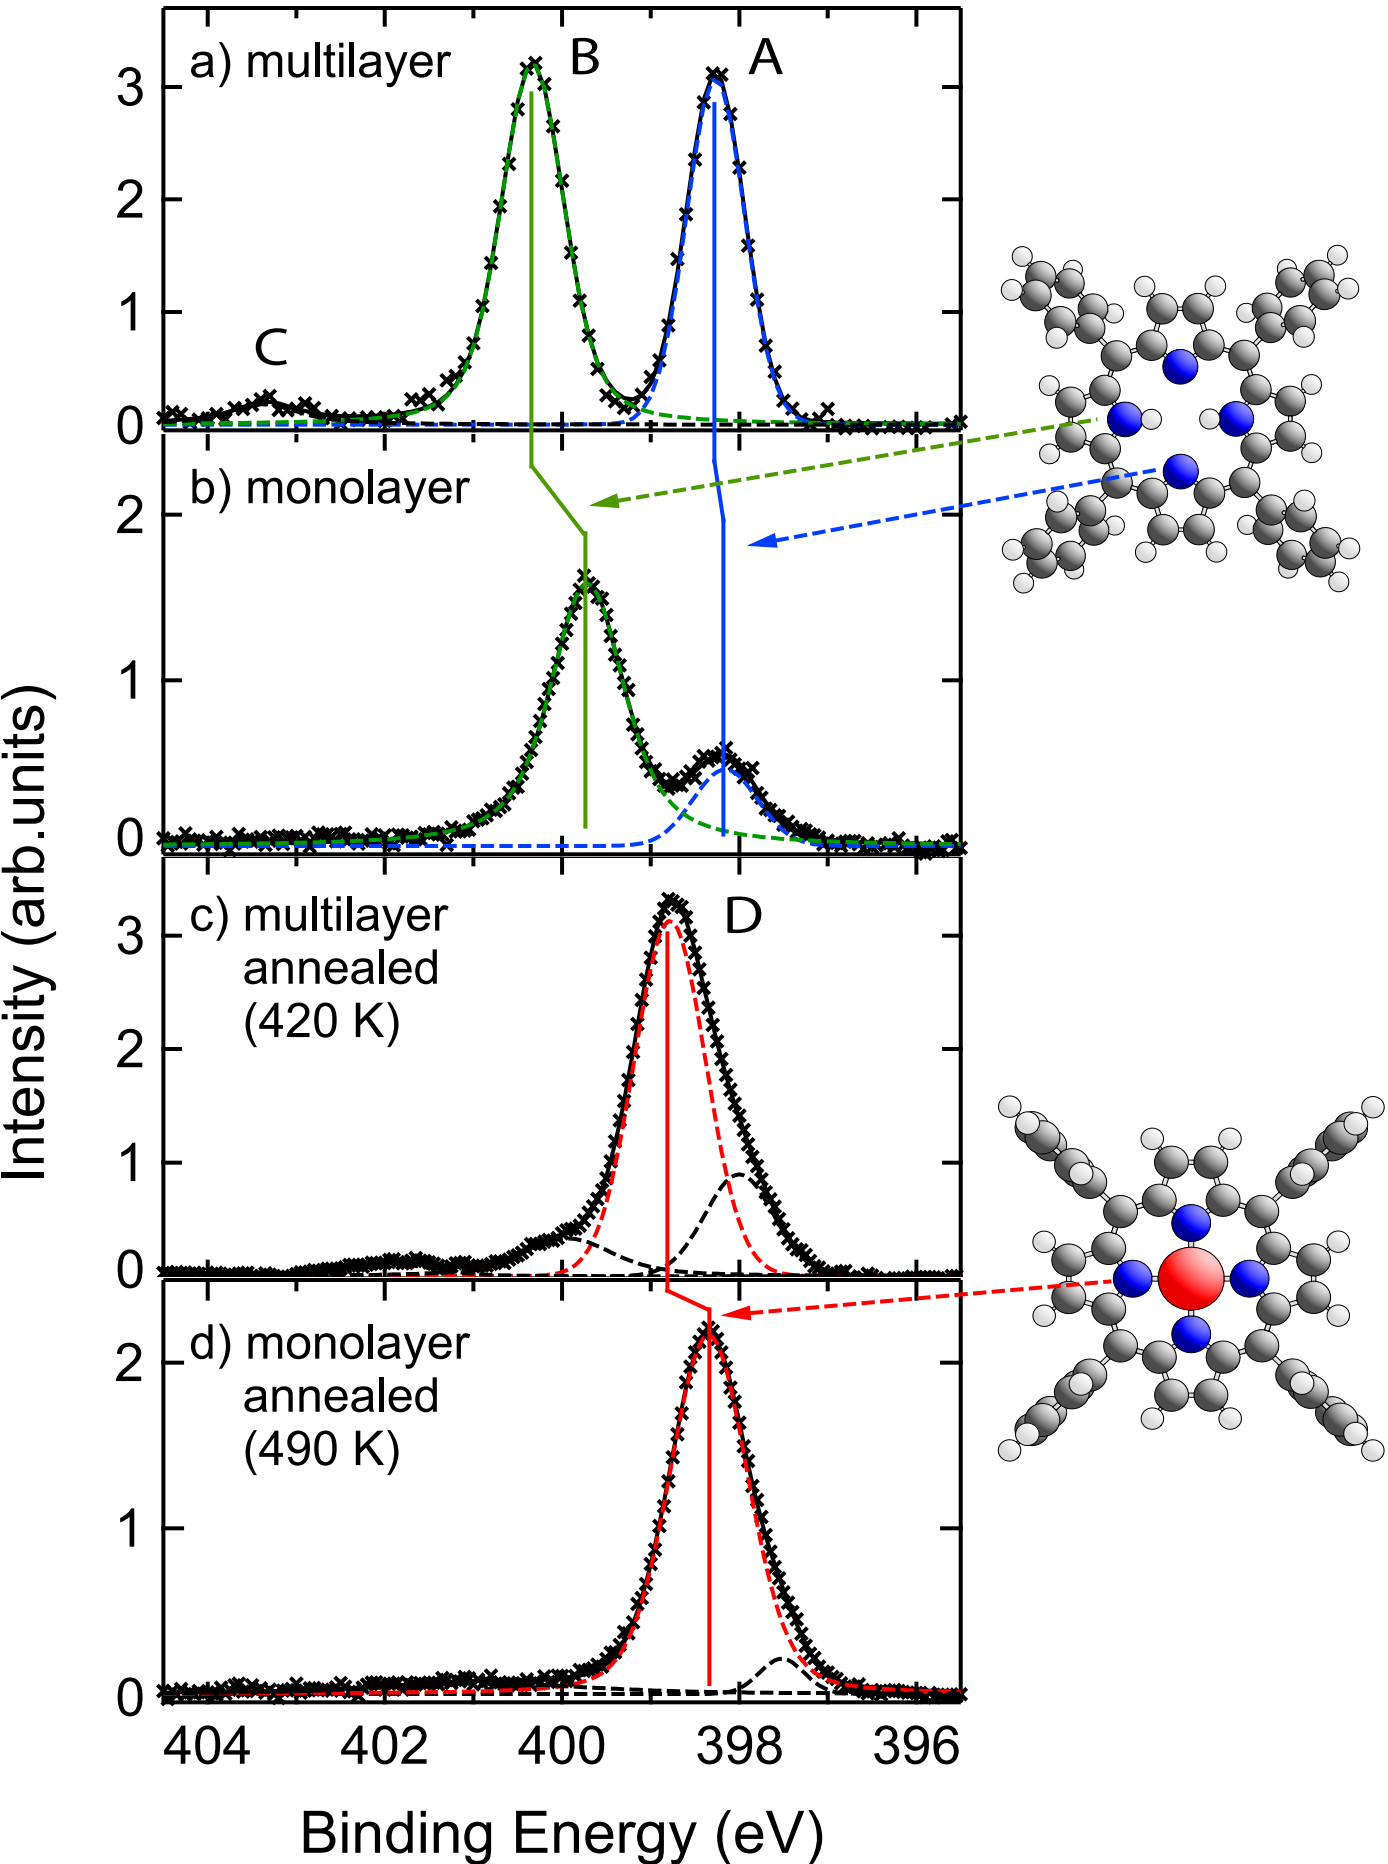 a) multilayer
B
A
C
3
2
1
0
b) monolayer
2
1
0
c) multilayer
annealed
(420 K)
D
3
2
1
0
d) monolayer
annealed
(490 K)
2
1
0
404 402 400 398 396
Binding Energy (eV)
Intensity (arb.units)